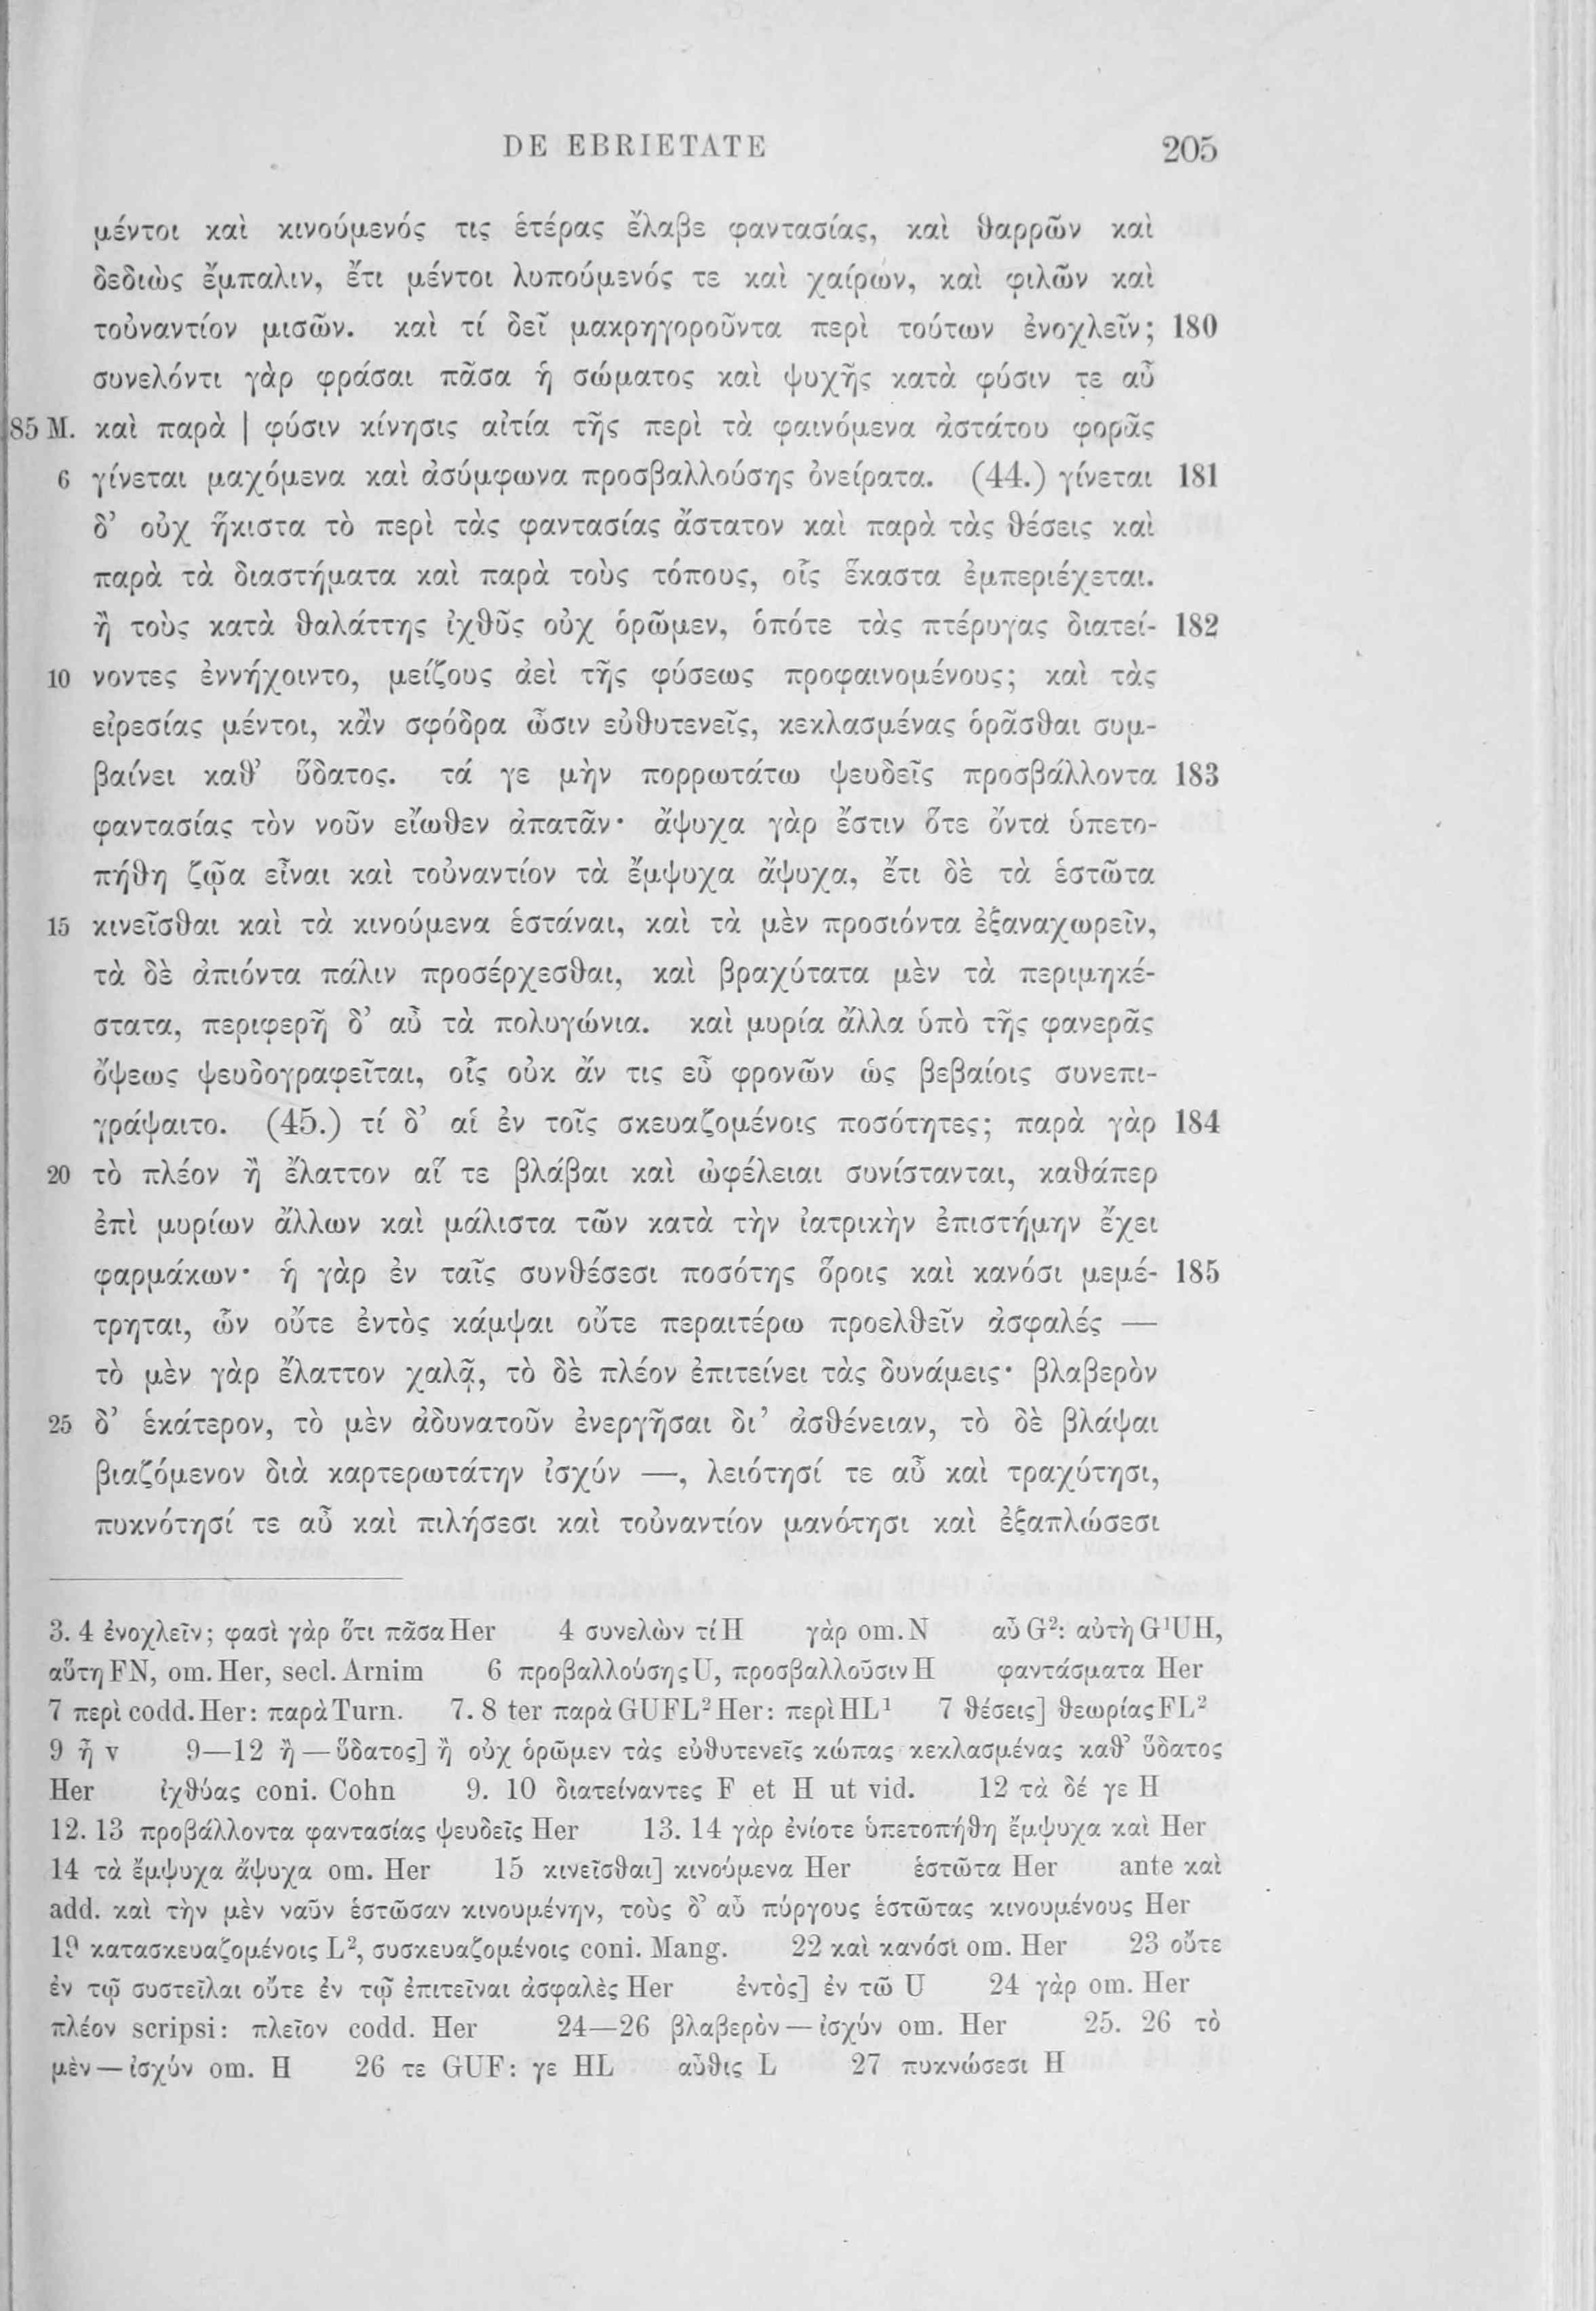 DE EBRIETATE 205
μέντοι καὶ κινούμενός τις ἑτέρας ἔλαβε φαντασίας, καὶ θαρρῶν καὶ
δεδιὼς ἔμπαλιν, ἔτι μέντοι λυπούμενός τε καὶ χαίρων, καὶ φιλῶν καὶ
τοὐναντίον μισῶν. καὶ τί δεῖ μακρηγοροῦντα περὶ τούτων ἐνοχλεῖν; 180
συνελόντι γὰρ φράσαι πᾶσα ἡ σώματος καὶ ψυχῆς κατὰ φύσιν τε αὖ
85 M. καὶ παρὰ | φύσιν κίνησις αἰτία τῆς περὶ τὰ φαινόμενα ἀστάτου φορᾶς
6 γίνεται μαχόμενα καὶ ἀσύμφωνα προσβαλλούσης ὀνείρατα. (44.) γίνεται 181
δ’ οὐχ ἥκιστα τὸ περὶ τὰς φαντασίας ἄστατον καὶ παρὰ τὰς θέσεις καὶ
παρὰ τὰ διαστήματα καὶ παρὰ τοὺς τόπους, οἷς ἕκαστα ἐμπεριέχεται.
ἢ τοὺς κατὰ θαλάττης ἰχθῦς οὐχ ὁρῶμεν, ὁπότε τὰς πτέρυγας διατεί- 182
10 νοντες ἐννήχοιντο, μείζους ἀεὶ τῆς φύσεως προφαινομένους; καὶ τὰς
εἰρεσίας μέντοι, κἂν σφόδρα ὦσιν εὐθυτενεῖς, κεκλασμένας ὁρᾶσθαι συμ-
βαίνει καθ’ ὕδατος. τά γε μὴν πορρωτάτω ψευδεῖς προσβάλλοντα 183
φαντασίας τὸν νοῦν εἴωθεν ἀπατᾶν· ἄψυχα γὰρ ἔστιν ὅτε ὄντα ὑπετο-
πήθη ζῷα εἶναι καὶ τοὐναντίον τὰ ἔμψυχα ἄψυχα, ἔτι δὲ τὰ ἑστῶτα
15 κινεῖσθαι καὶ τὰ κινούμενα ἑστάναι, καὶ τὰ μὲν προσιόντα ἐξαναχωρεῖν,
τὰ δὲ ἀπιόντα πάλιν προσέρχεσθαι, καὶ βραχύτατα μὲν τὰ περιμηκέ-
στατα, περιφερῆ δ’ αὖ τὰ πολυγώνια. καὶ μυρία ἄλλα ὑπὸ τῆς φανερᾶς
ὄψεως ψευδογραφεῖται, οἷς οὐκ ἄν τις εὖ φρονῶν ὡς βεβαίοις συνεπι-
γράψαιτο. (45.) τί δ’ αἱ ἐν τοῖς σκευαζομένοις ποσότητες; παρὰ γὰρ 184
20 τὸ πλέον ἢ ἔλαττον αἵ τε βλάβαι καὶ ὠφέλειαι συνίστανται, καθάπερ
ἐπὶ μυρίων ἄλλων καὶ μάλιστα τῶν κατὰ τὴν ἰατρικὴν ἐπιστήμην ἔχει
φαρμάκων· ἡ γὰρ ἐν ταῖς συνθέσεσι ποσότης ὅροις καὶ κανόσι μεμέ- 185
τρηται, ὧν οὔτε ἐντὸς κάμψαι οὔτε περαιτέρω προελθεῖν ἀσφαλές —
τὸ μὲν γὰρ ἔλαττον χαλᾷ, τὸ δὲ πλέον ἐπιτείνει τὰς δυνάμεις· βλαβερὸν
25 δ’ ἑκάτερον, τὸ μὲν ἀδυνατοῦν ἐνεργῆσαι δι’ ἀσθένειαν, τὸ δὲ βλάψαι
βιαζόμενον διὰ καρτερωτάτην ἰσχύν —, λειότησί τε αὖ καὶ τραχύτησι,
πυκνότησί τε αὖ καὶ πιλήσεσι καὶ τοὐναντίον μανότησι καὶ ἐξαπλώσεσι
3. 4 ἐνοχλεῖν; φασὶ γὰρ ὅτι πᾶσα Her 4 συνελὼν τί H γὰρ om. N αὖ G²: αὐτὴ G¹UH,
αὕτη FN, om. Her, secl. Arnim 6 προβαλλούσης U, προσβαλλοῦσιν H φαντάσματα Her
7 περὶ codd. Her: παρὰ Turn. 7. 8 ter παρὰ GUFL² Her: περὶ HL¹ 7 θέσεις] θεωρίας FL²
9 ἦ v 9—12 ἢ — ὕδατος] ἢ οὐχ ὁρῶμεν τὰς εὐθυτενεῖς κώπας κεκλασμένας καθ’ ὕδατος
Her ἰχθύας coni. Cohn 9. 10 διατείναντες F et H ut vid. 12 τὰ δέ γε H
12. 13 προβάλλοντα φαντασίας ψευδεῖς Her 13. 14 γὰρ ἐνίοτε ὑπετοπήθη ἔμψυχα καὶ Her
14 τὰ ἔμψυχα ἄψυχα om. Her 15 κινεῖσθαι] κινούμενα Her ἑστῶτα Her ante καὶ
add. καὶ τὴν μὲν ναῦν ἑστῶσαν κινουμένην, τοὺς δ’ αὖ πύργους ἑστῶτας κινουμένους Her
19 κατασκευαζομένοις L², συσκευαζομένοις coni. Mang. 22 καὶ κανόσι om. Her 23 οὔτε
ἐν τῷ συστεῖλαι οὔτε ἐν τῷ ἐπιτεῖναι ἀσφαλὲς Her ἐντὸς] ἐν τῶ U 24 γὰρ om. Her
πλέον scripsi: πλεῖον codd. Her 24—26 βλαβερὸν — ἰσχύν om. Her 25. 26 τὸ
μὲν — ἰσχύν om. H 26 τε GUF: γε HL αὖθις L 27 πυκνώσεσι H